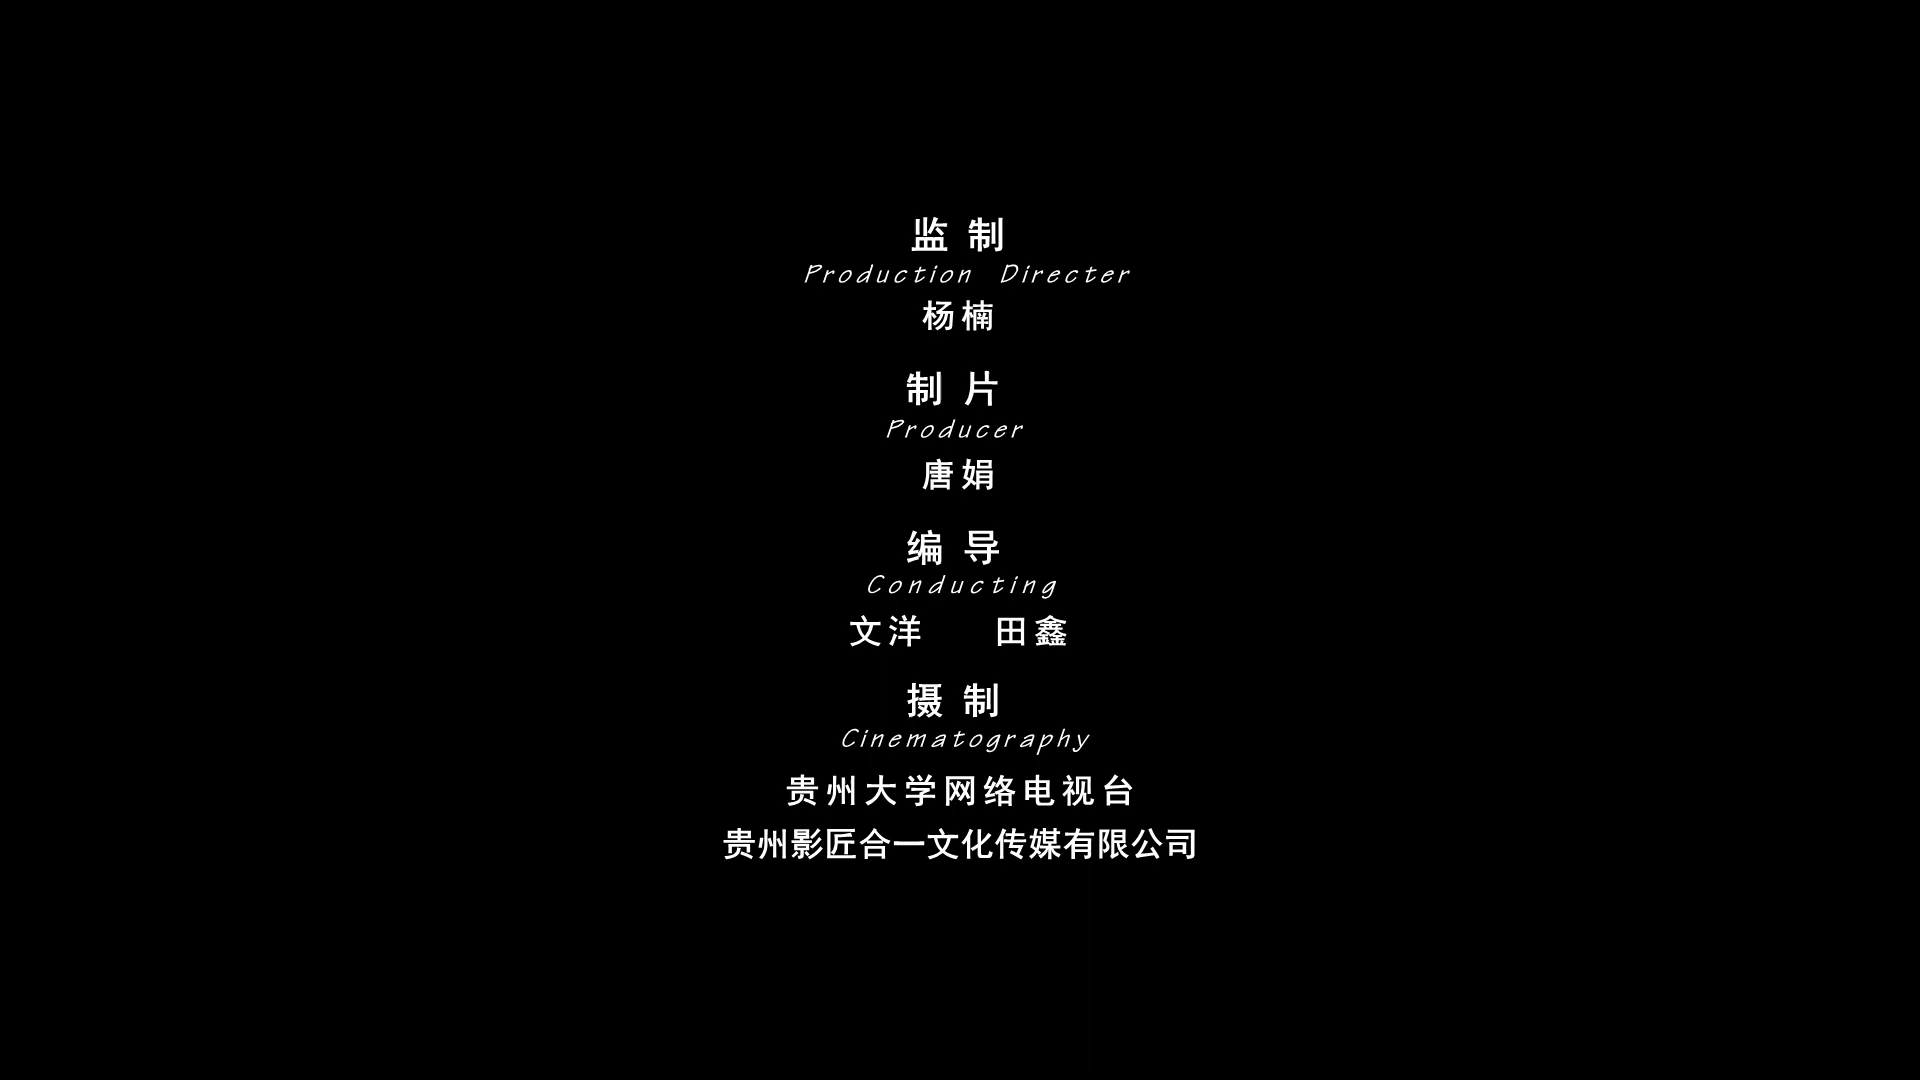 监制
Production Directer
杨楠
制片
Producer
唐娟
编导
Conducting
文洋 田鑫
摄制
Cinematography
贵州大学网络电视台
贵州影匠合一文化传媒有限公司